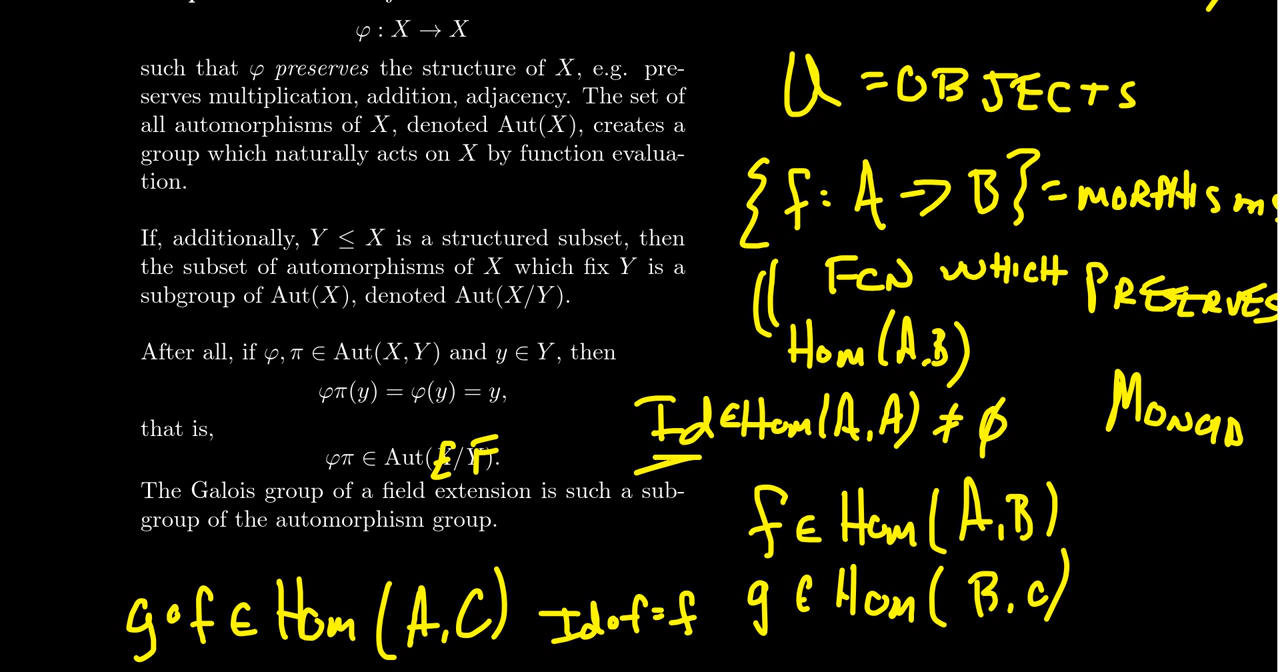 φ : X → X
such that φ preserves the structure of X, e.g. pre-
serves multiplication, addition, adjacency. The set of
all automorphisms of X, denoted Aut(X), creates a
group which naturally acts on X by function evalua-
tion.
If, additionally, Y ≤ X is a structured subset, then
the subset of automorphisms of X which fix Y is a
subgroup of Aut(X), denoted Aut(X/Y).
After all, if φ, π ∈ Aut(X, Y) and y ∈ Y, then
φπ(y) = φ(y) = y,
that is,
φπ ∈ Aut(E/F).
The Galois group of a field extension is such a sub-
group of the automorphism group.
g∘f ∈ Hom(A,C) Id∘f=f
U = OBJECTS
{f: A → B} = MORPHISMS
FCN WHICH PRESERVES
Hom(A,B)
Id ∈ Hom(A,A) ≠ ∅
MONAD
f ∈ Hom(A,B)
g ∈ Hom(B,C)